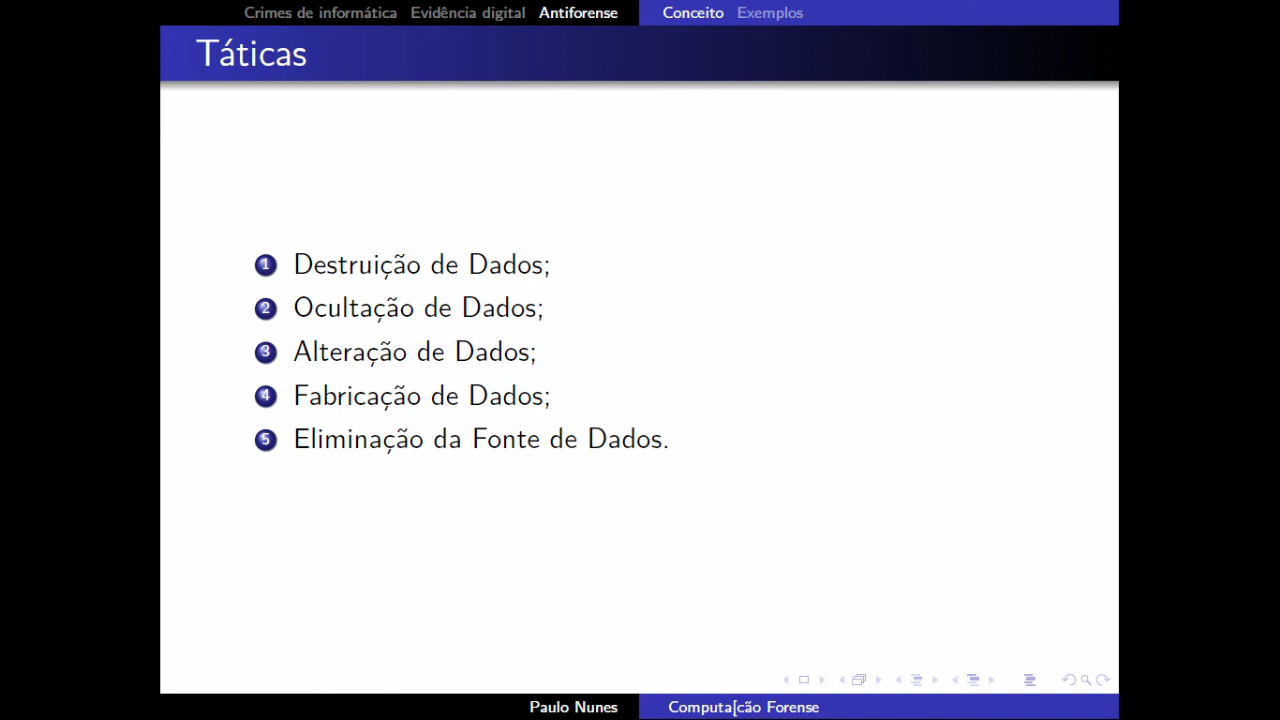 Crimes de informática Evidência digital Antiforense Conceito Exemplos
Táticas
1 Destruição de Dados;
2 Ocultação de Dados;
3 Alteração de Dados;
4 Fabricação de Dados;
5 Eliminação da Fonte de Dados.
Paulo Nunes Computa[cão Forense